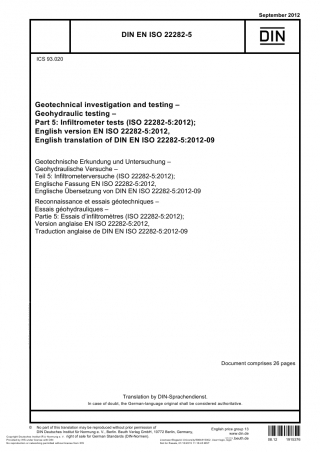 September 2012
DIN EN ISO 22282-5
DIN
ICS 93.020
Geotechnical investigation and testing –
Geohydraulic testing –
Part 5: Infiltrometer tests (ISO 22282-5:2012);
English version EN ISO 22282-5:2012,
English translation of DIN EN ISO 22282-5:2012-09
Geotechnische Erkundung und Untersuchung –
Geohydraulische Versuche –
Teil 5: Infiltrometerversuche (ISO 22282-5:2012);
Englische Fassung EN ISO 22282-5:2012,
Englische Übersetzung von DIN EN ISO 22282-5:2012-09
Reconnaissance et essais géotechniques –
Essais géohydrauliques –
Partie 5: Essais d'infiltromètres (ISO 22282-5:2012);
Version anglaise EN ISO 22282-5:2012,
Traduction anglaise de DIN EN ISO 22282-5:2012-09
Document comprises 26 pages
Translation by DIN-Sprachendienst.
In case of doubt, the German-language original shall be considered authoritative.
No part of this translation may be reproduced without prior permission of
DIN Deutsches Institut für Normung e. V., Berlin. Beuth Verlag GmbH, 10772 Berlin, Germany,
right of sale for German Standards (DIN-Normen).
English price group 13
www.din.de
beuth.de
08.12